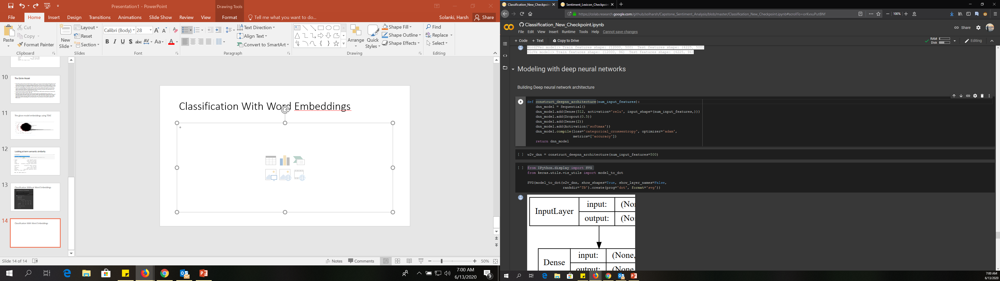 Presentation1 - PowerPoint
Drawing Tools
File
Home
Insert
Design
Transitions
Animations
Slide Show
Review
View
Format
Tell me what you want to do...
Solanki, Harsh
Share
Paste
Cut
Copy
Format Painter
Clipboard
New Slide
Layout
Reset
Section
Slides
Calibri (Body)
28
Font
Text Direction
Align Text
Convert to SmartArt
Paragraph
Arrange
Quick Styles
Shape Fill
Shape Outline
Shape Effects
Drawing
Find
Replace
Select
Editing
10
The GloVe Model
11
The glove model embeddings using TSNE
12
Looking at term semantic similarity
13
Classification Without Word Embeddings
14
Classification With Word Embeddings
Classification With Word Embeddings
Slide 14 of 14
Notes
Comments
50%
7:00 AM
6/13/2020
9
Classification_New_Checkpoint
Sentiment_Lexicon_Checkpoint
https://colab.research.google.com/github/solharsh/Capstone_Sentiment_Analysis/blob/master/Classification_New_Checkpoint.ipynb#scrollTo=orKvxuPutBNf
100%
Classification_New_Checkpoint.ipynb
File Edit View Insert Runtime Tools Help Cannot save changes
Share
+ Code + Text Copy to Drive
RAM
Disk
Editing
Word2Vec model:> Train features shape: (12000, 500) Test features shape: (4225, 500)
GloVe model:> Train features shape: (12000, 96) Test features shape: (4225, 96)
Modeling with deep neural networks
Building Deep neural network architecture
def construct_deepnn_architecture(num_input_features):
dnn_model = Sequential()
dnn_model.add(Dense(512, activation='relu', input_shape=(num_input_features,)))
dnn_model.add(Dropout(0.5))
dnn_model.add(Dense(2))
dnn_model.add(Activation('softmax'))
dnn_model.compile(loss='categorical_crossentropy', optimizer='adam',
metrics=['accuracy'])
return dnn_model
[ ] w2v_dnn = construct_deepnn_architecture(num_input_features=500)
[ ] from IPython.display import SVG
from keras.utils.vis_utils import model_to_dot
SVG(model_to_dot(w2v_dnn, show_shapes=True, show_layer_names=False,
rankdir='TB').create(prog='dot', format='svg'))
InputLayer
input:
output:
Dense
input:
(None,
output:
(None
7:00 AM
6/13/2020